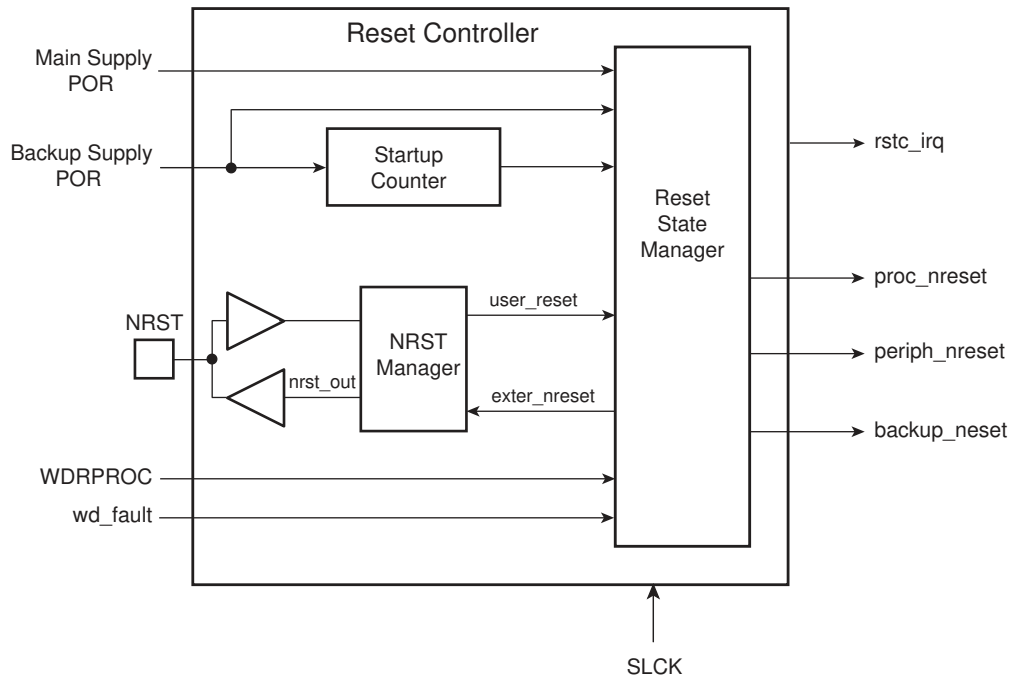 Reset Controller
Main Supply
POR
Backup Supply
POR
Startup
Counter
Reset
State
Manager
rstc_irq
proc_nreset
periph_nreset
backup_neset
NRST
user_reset
NRST
Manager
nrst_out
exter_nreset
WDRPROC
wd_fault
SLCK